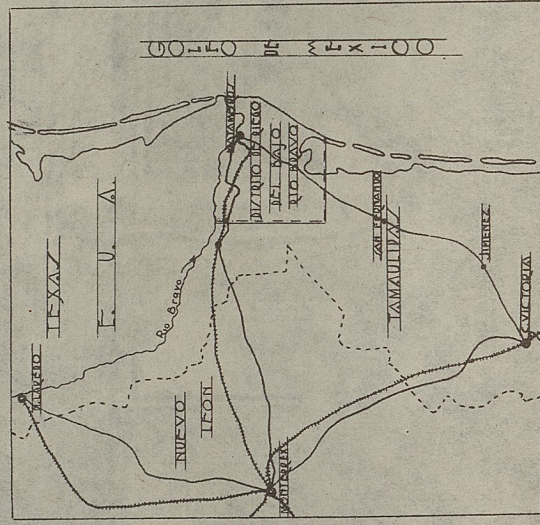 GOLFO DE MEXICO
TEXAS
E. U. A.
Rio Bravo
MATAMOROS
DISTRITO DE RIEGO
DEL BAJO
RIO BRAVO
N. LAREDO
NUEVO
LEON
MONTERREY
SAN FERNANDO
TAMAULIPAS
JIMENEZ
C. VICTORIA